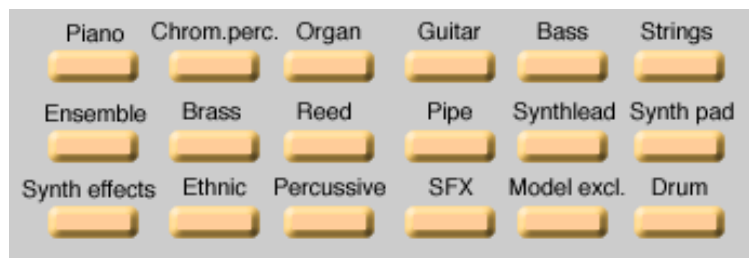 Piano Chrom.perc. Organ Guitar Bass Strings
Ensemble Brass Reed Pipe Synthlead Synth pad
Synth effects Ethnic Percussive SFX Model excl. Drum